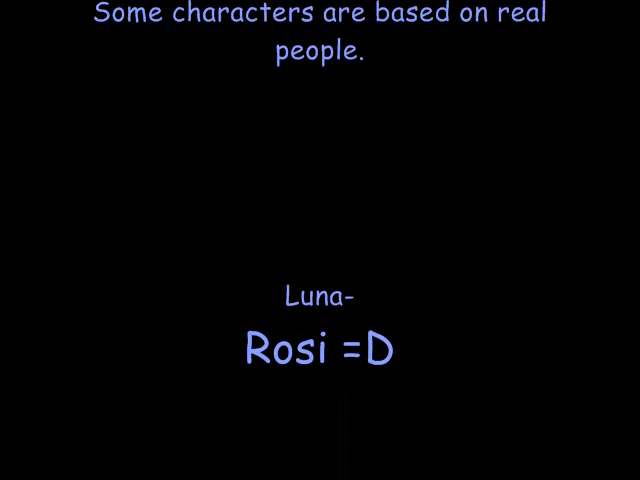 Some characters are based on real
people.
Luna-
Rosi =D